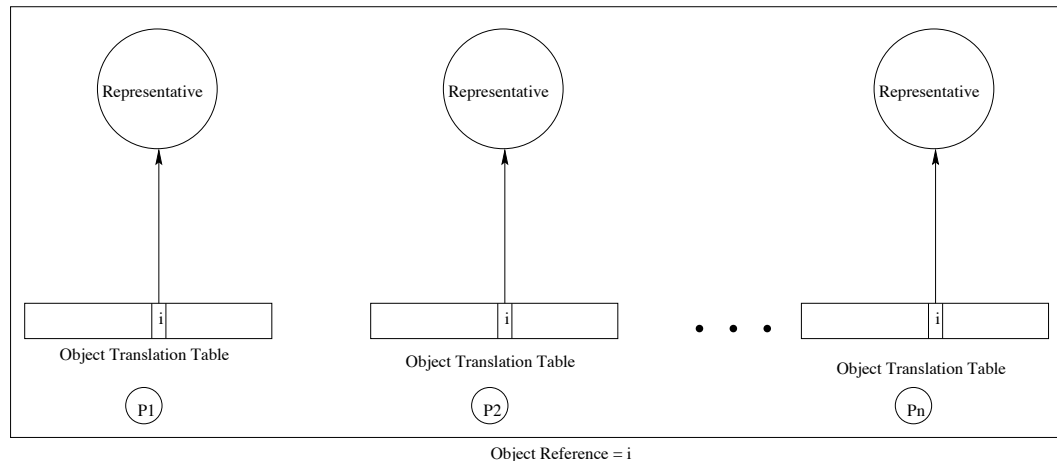 Representative
Representative
Representative
i
i
i
Object Translation Table
Object Translation Table
Object Translation Table
P1
P2
Pn
Object Reference = i